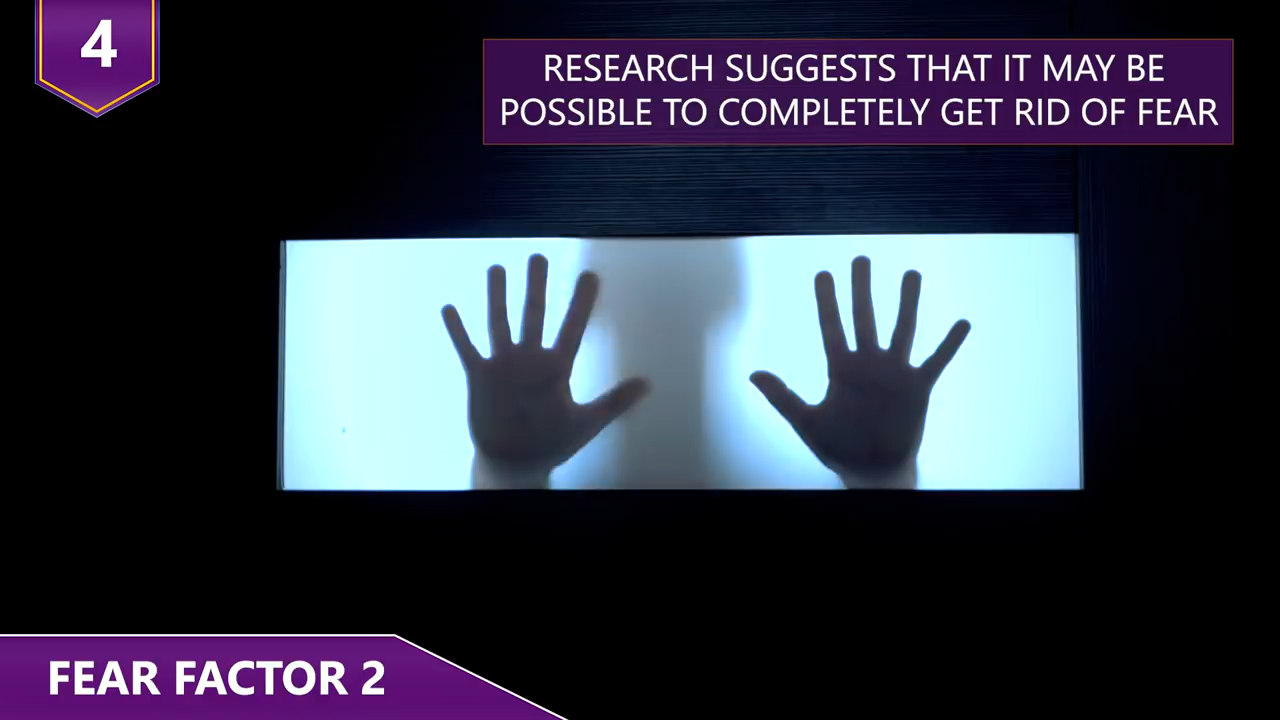 4
RESEARCH SUGGESTS THAT IT MAY BE
POSSIBLE TO COMPLETELY GET RID OF FEAR
FEAR FACTOR 2